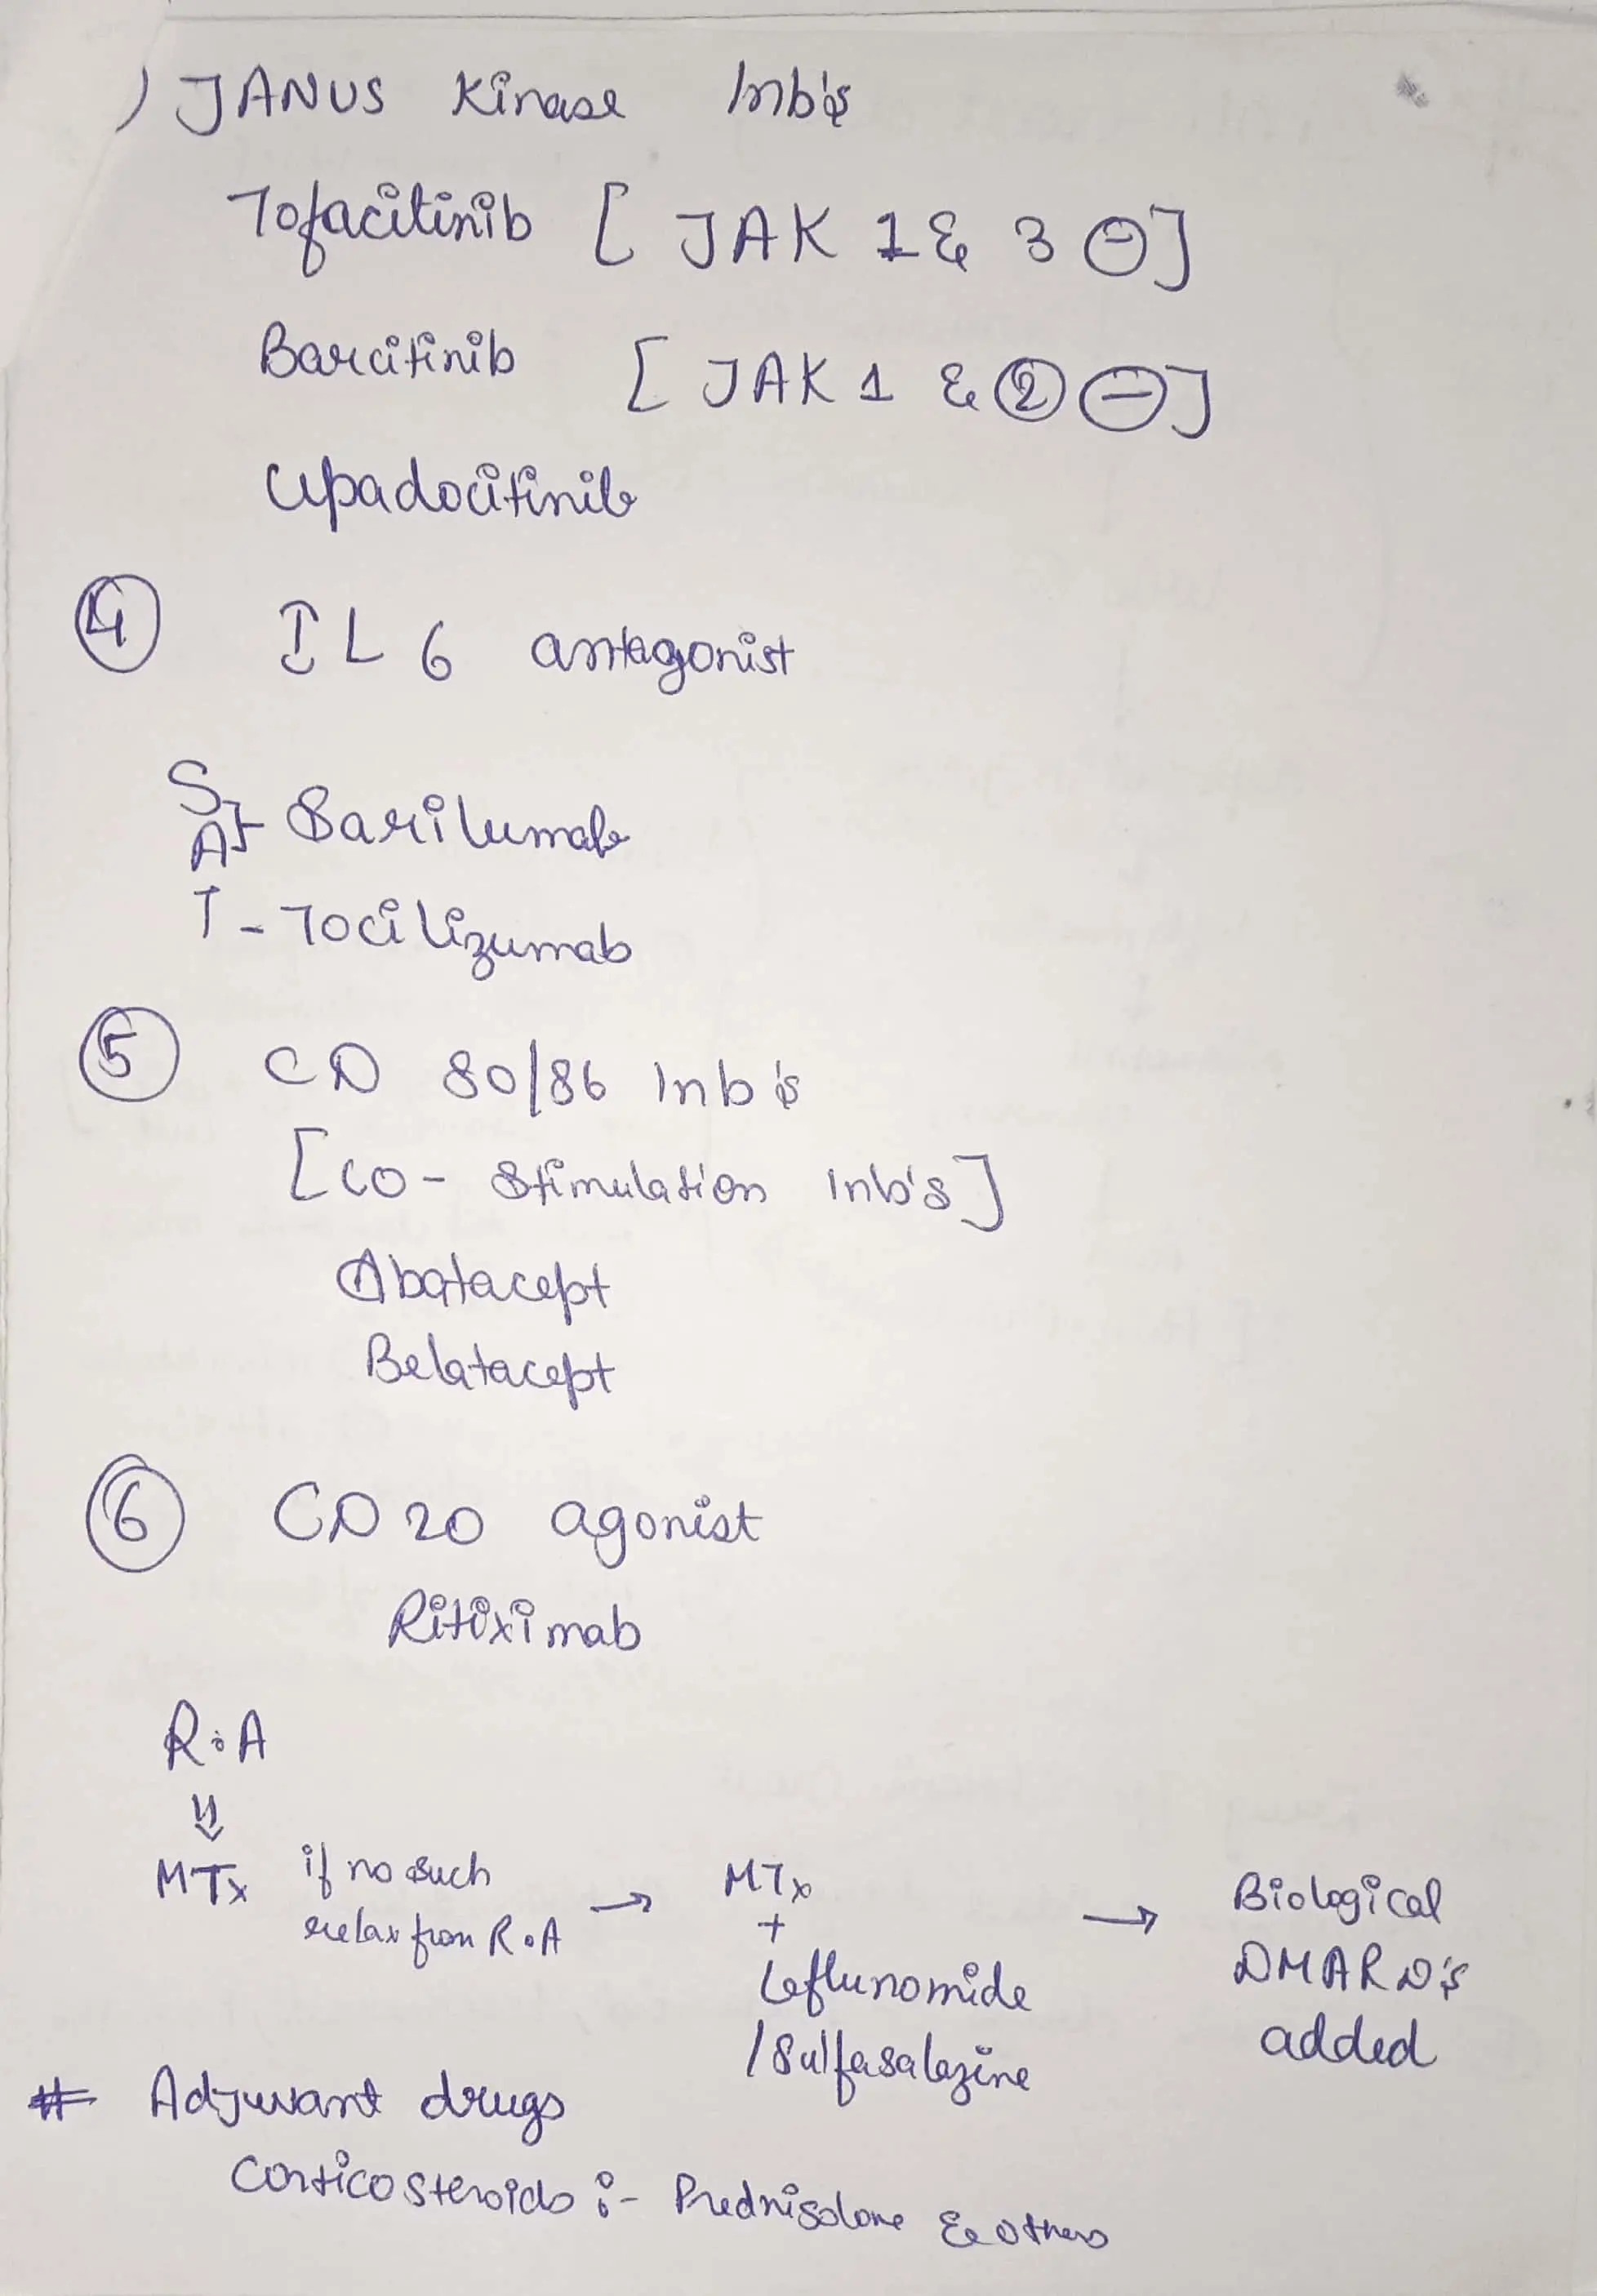 ) JANUS Kinase Inb's
Tofacitinib [ JAK 1 & 3 ⊖]
Barcitinib [ JAK 1 & ② ⊖]
Upadocitinib
④ IL 6 antagonist
S
A} Sarilumab
T - Tocilizumab
⑤ CD 80/86 Inb's
[CO- Stimulation Inb's]
Abatacept
Belatacept
⑥ CD 20 agonist
Ritiximab
R.A
⇓
MTx if no such relax from R.A → MTx + Leflunomide /Sulfasalazine → Biological DMARD's added
# Adjuvant drugs
Corticosteroids :- Prednisolone & others